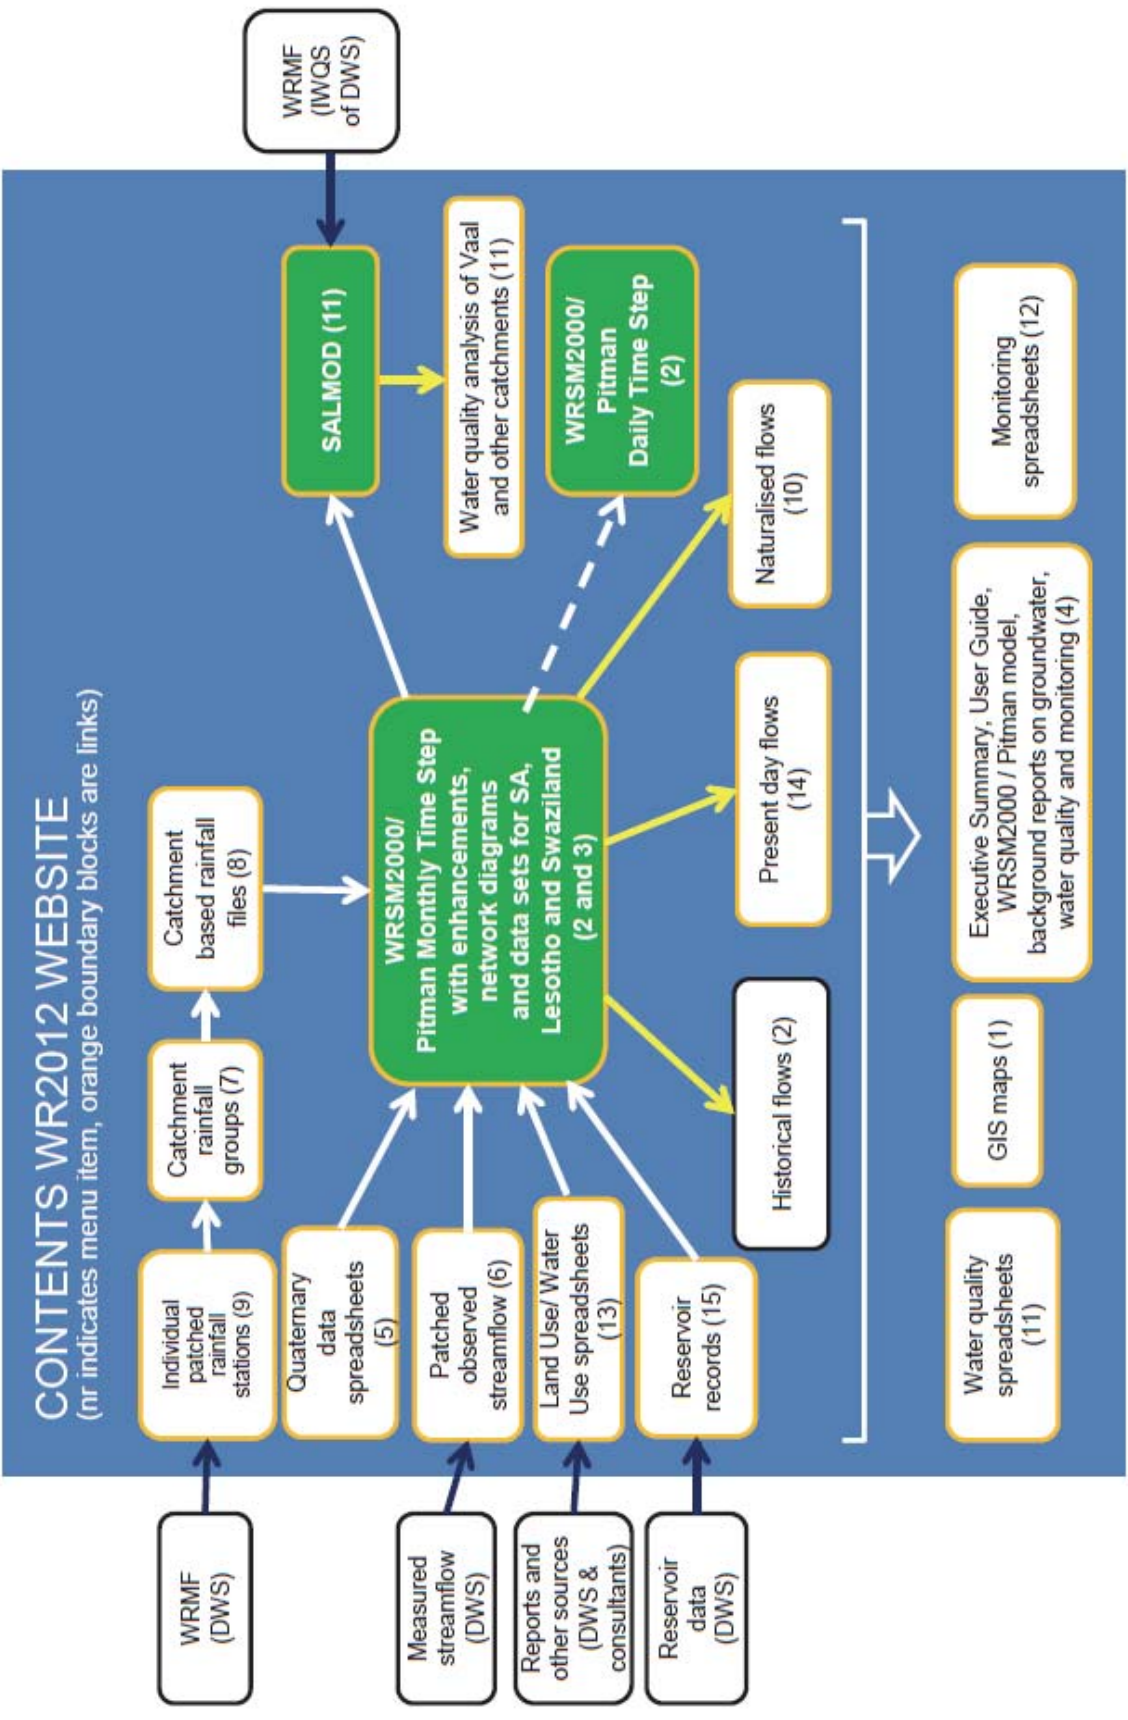 CONTENTS WR2012 WEBSITE
(nr indicates menu item, orange boundary blocks are links)
WRMF
(DWS)
Individual
patched
rainfall
stations (9)
Catchment
rainfall
groups (7)
Catchment
based rainfall
files (8)
Quaternary
data
spreadsheets
(5)
Measured
streamflow
(DWS)
Patched
observed
streamflow (6)
Reports and
other sources
(DWS &
consultants)
Land Use/ Water
Use spreadsheets
(13)
Reservoir
data
(DWS)
Reservoir
records (15)
WRSM2000/
Pitman Monthly Time Step
with enhancements,
network diagrams
and data sets for SA,
Lesotho and Swaziland
(2 and 3)
SALMOD (11)
WRMF
(IWQS
of DWS)
Water quality analysis of Vaal
and other catchments (11)
WRSM2000/
Pitman
Daily Time Step
(2)
Historical flows (2)
Present day flows
(14)
Naturalised flows
(10)
Water quality
spreadsheets
(11)
GIS maps (1)
Executive Summary, User Guide,
WRSM2000 / Pitman model,
background reports on groundwater,
water quality and monitoring (4)
Monitoring
spreadsheets (12)